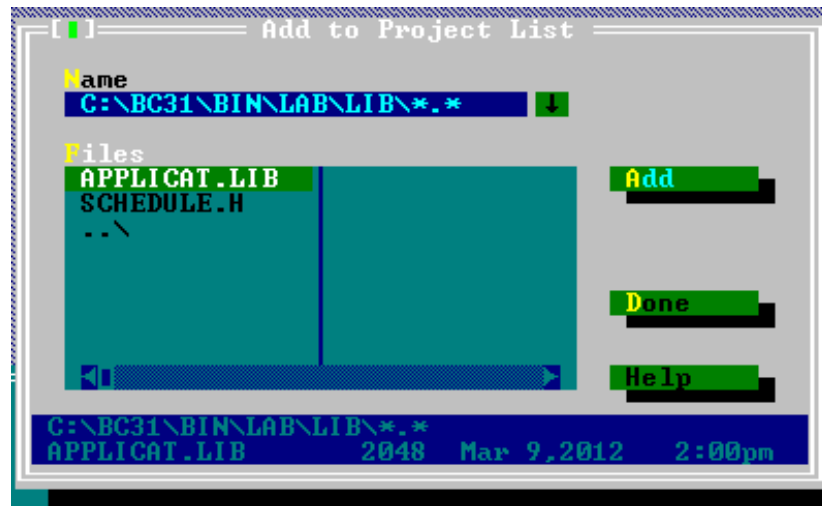 [ ] Add to Project List
Name
C:\BC31\BIN\LAB\LIB\*.* ↓
Files
APPLICAT.LIB
SCHEDULE.H
..\
Add
Done
Help
C:\BC31\BIN\LAB\LIB\*.*
APPLICAT.LIB 2048 Mar 9,2012 2:00pm